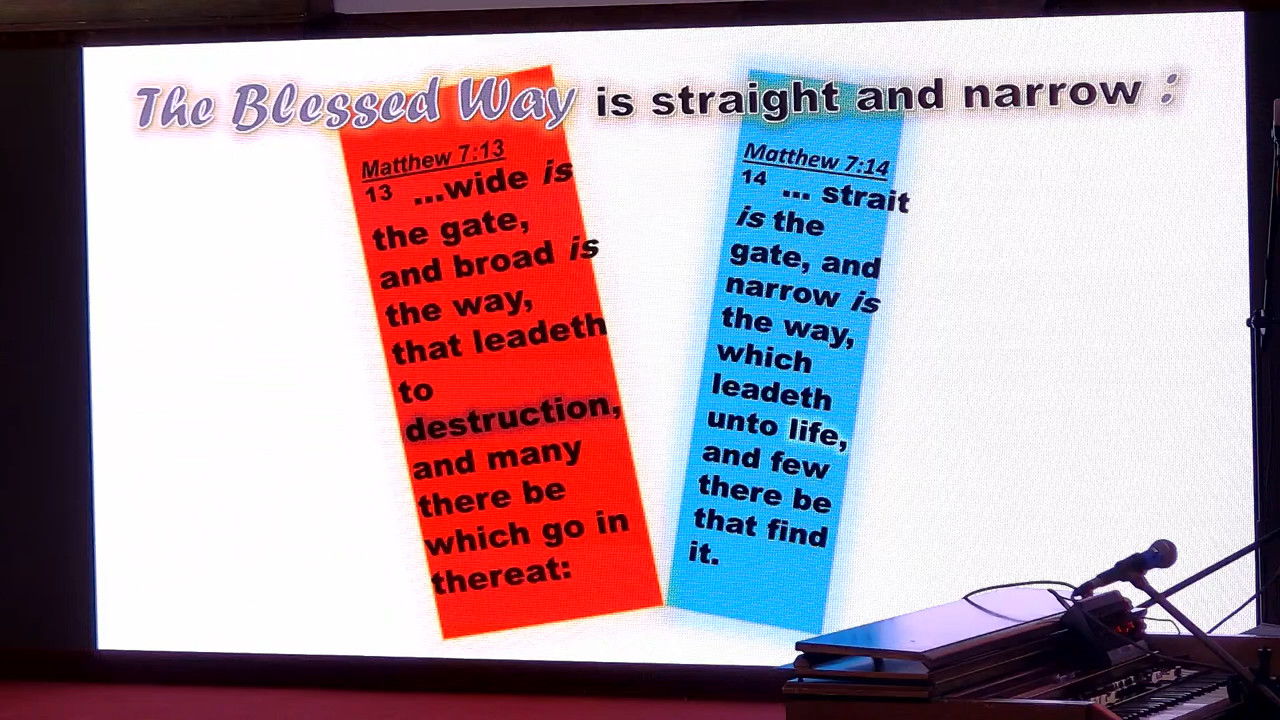 The Blessed Way is straight and narrow :
Matthew 7:13
13 ...wide is
the gate,
and broad is
the way,
that leadeth
to
destruction,
and many
there be
which go in
thereat:
Matthew 7:14
14 ... strait
is the
gate, and
narrow is
the way,
which
leadeth
unto life,
and few
there be
that find
it.